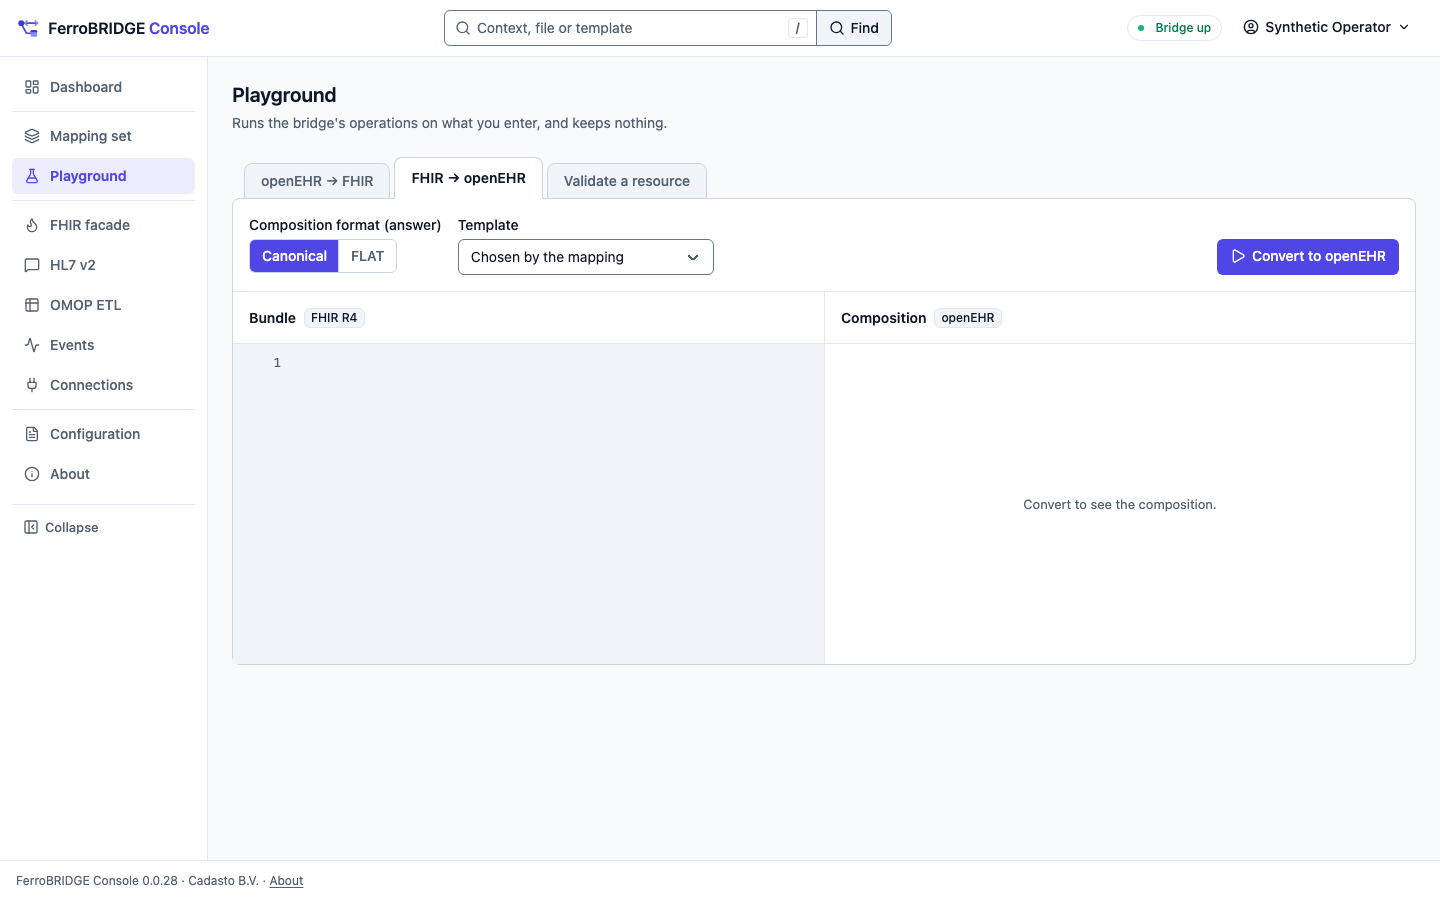 FerroBRIDGE Console
Context, file or template
/
Find
Bridge up
Synthetic Operator
Dashboard
Mapping set
Playground
FHIR facade
HL7 v2
OMOP ETL
Events
Connections
Configuration
About
Collapse
Playground
Runs the bridge's operations on what you enter, and keeps nothing.
openEHR → FHIR
FHIR → openEHR
Validate a resource
Composition format (answer)
Template
Canonical
FLAT
Chosen by the mapping
Convert to openEHR
Bundle FHIR R4
Composition openEHR
1
Convert to see the composition.
FerroBRIDGE Console 0.0.28 · Cadasto B.V. · About